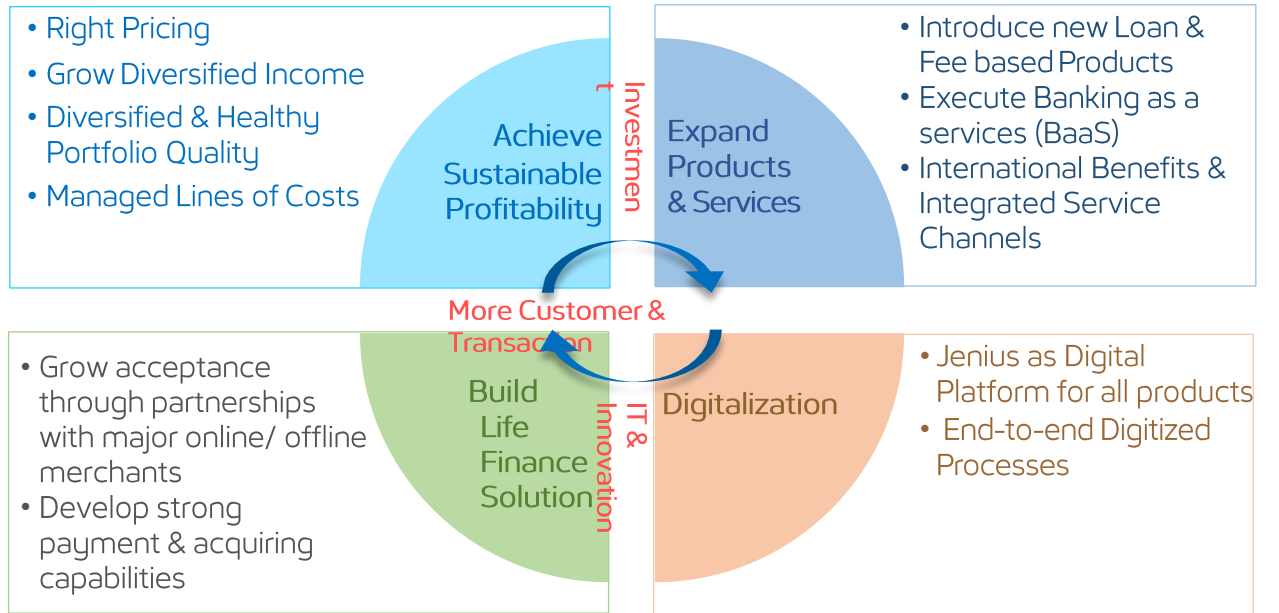 • Right Pricing
• Grow Diversified Income
• Diversified & Healthy
Portfolio Quality
• Managed Lines of Costs
Achieve
Sustainable
Profitability
Investmen
t
Expand
Products
& Services
• Introduce new Loan &
Fee based Products
• Execute Banking as a
services (BaaS)
• International Benefits &
Integrated Service
Channels
More Customer &
Transaction
• Grow acceptance
through partnerships
with major online/ offline
merchants
• Develop strong
payment & acquiring
capabilities
Build
Life
Finance
Solution
IT &
Innovation
Digitalization
• Jenius as Digital
Platform for all products
• End-to-end Digitized
Processes